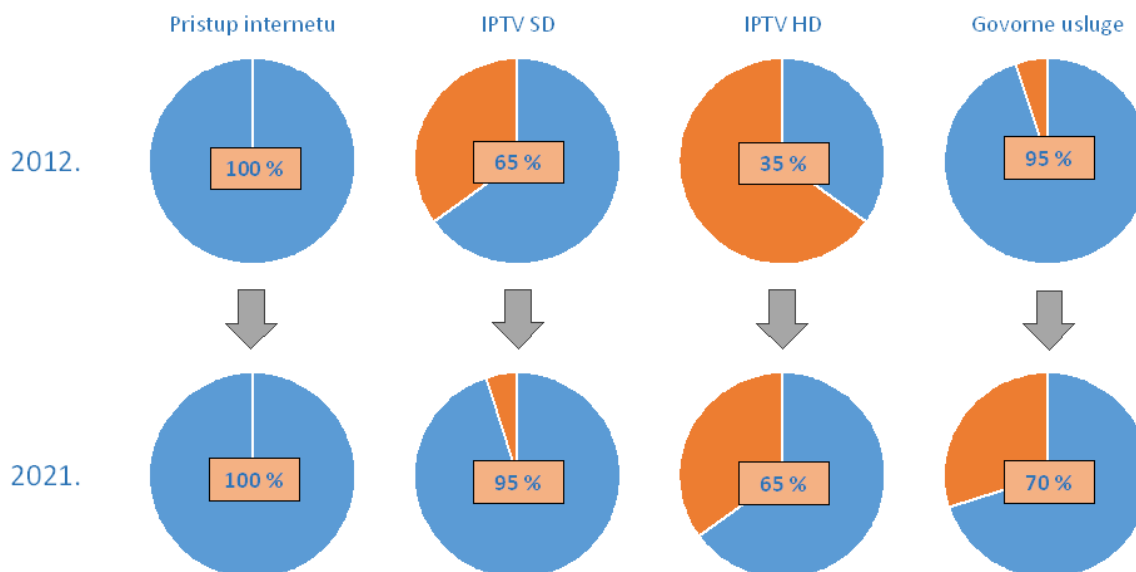 Pristup internetu IPTV SD IPTV HD Govorne usluge
2012. 100 % 65 % 35 % 95 %
2021. 100 % 95 % 65 % 70 %